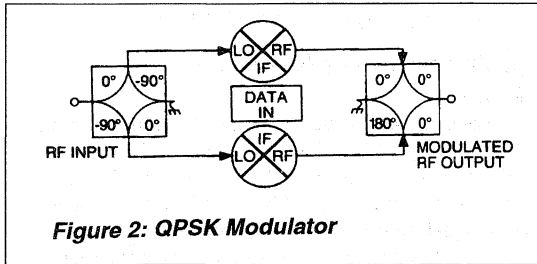 LO RF
IF
0° -90°
-90° 0°
RF INPUT
DATA
IN
IF
LO RF
0° 0°
180° 0°
MODULATED
RF OUTPUT
Figure 2: QPSK Modulator